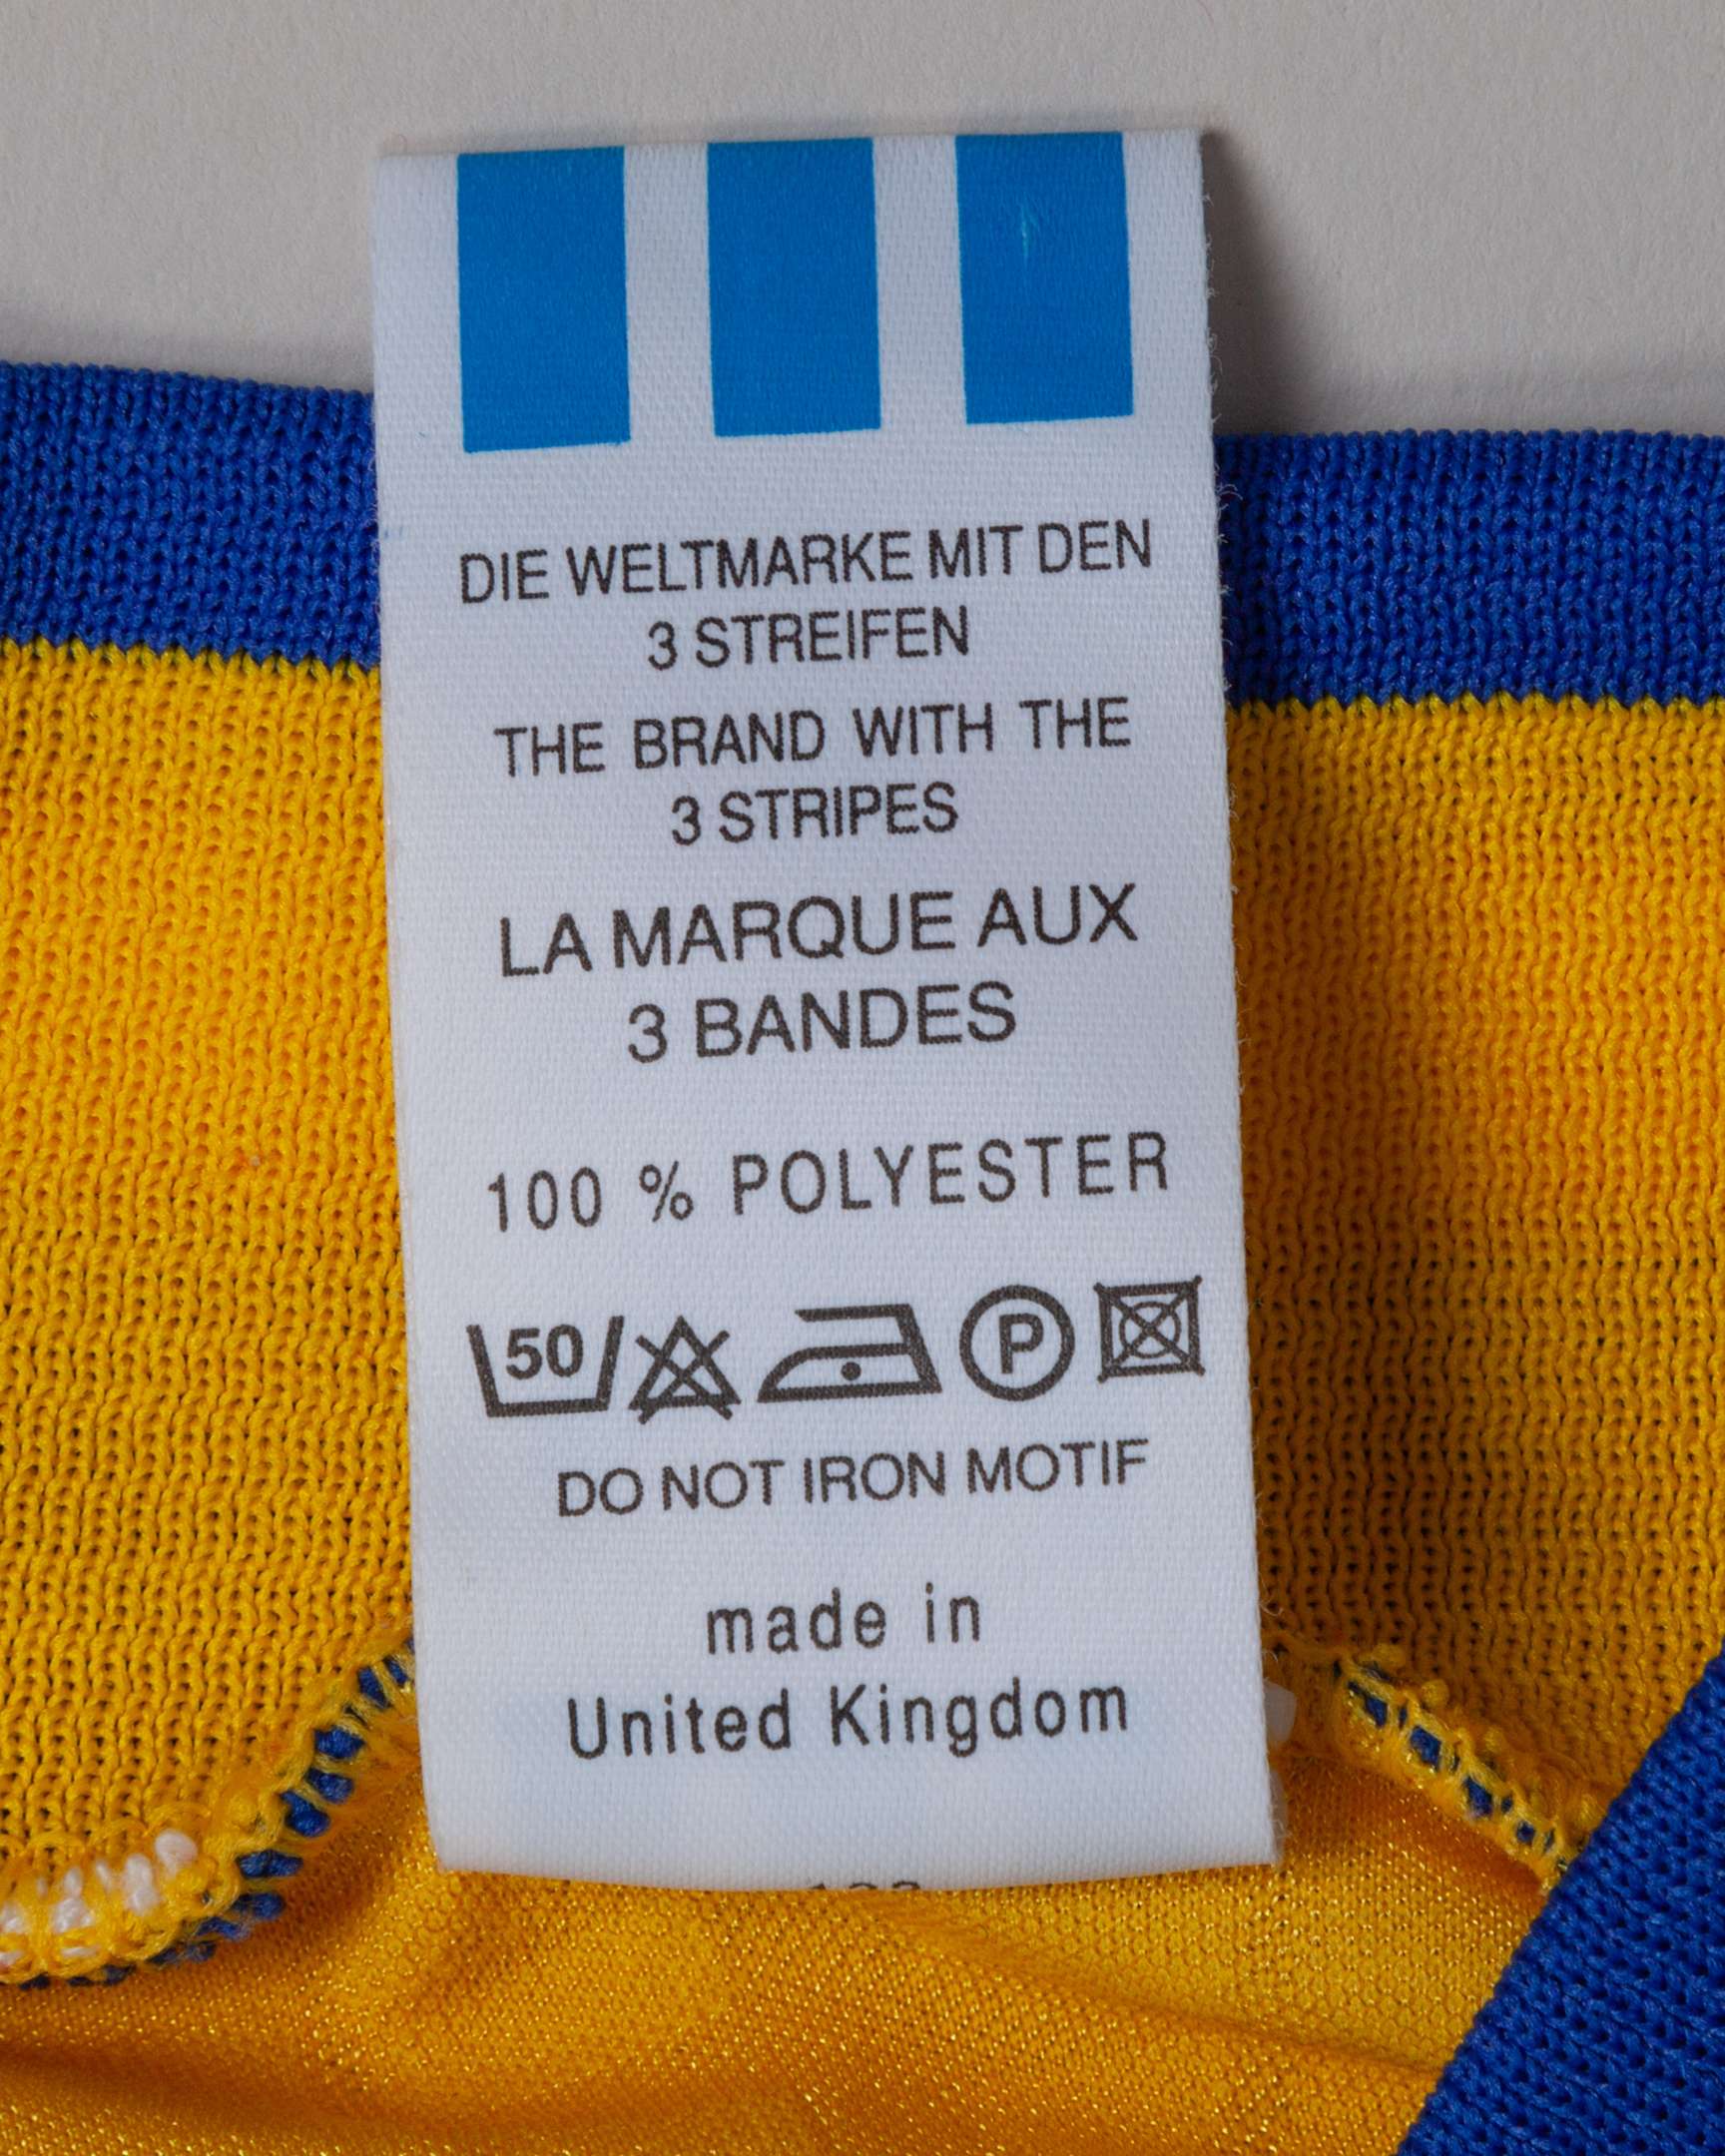 DIE WELTMARKE MIT DEN
3 STREIFEN
THE BRAND WITH THE
3 STRIPES
LA MARQUE AUX
3 BANDES
100 % POLYESTER
50 P
DO NOT IRON MOTIF
made in
United Kingdom